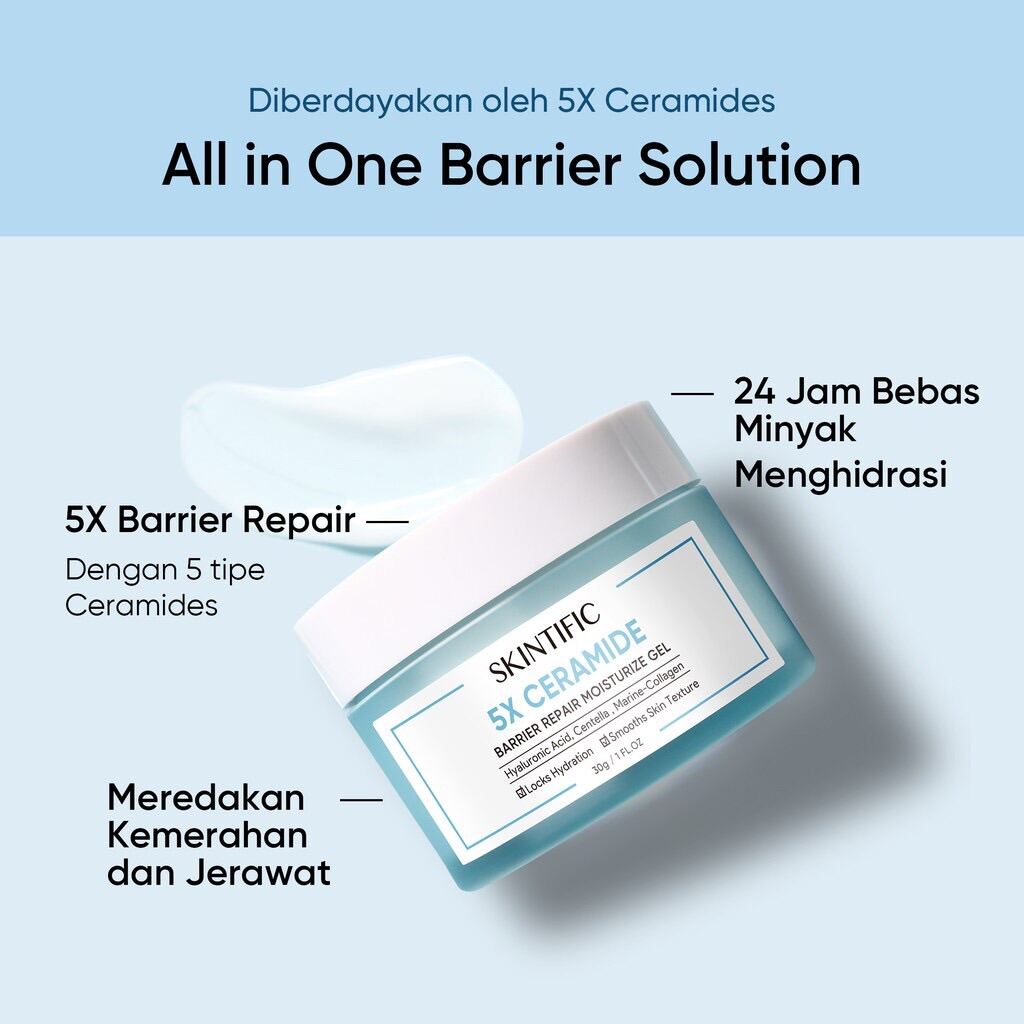 Diberdayakan oleh 5X Ceramides
All in One Barrier Solution
24 Jam Bebas
Minyak
Menghidrasi
5X Barrier Repair
Dengan 5 tipe
Ceramides
SKINTIFIC
5X CERAMIDE
BARRIER REPAIR MOISTURIZE GEL
Hyaluronic Acid, Centella , Marine-Collagen
☑Locks Hydration ☑Smooths Skin Texture
30g / 1 FL.OZ
Meredakan
Kemerahan
dan Jerawat